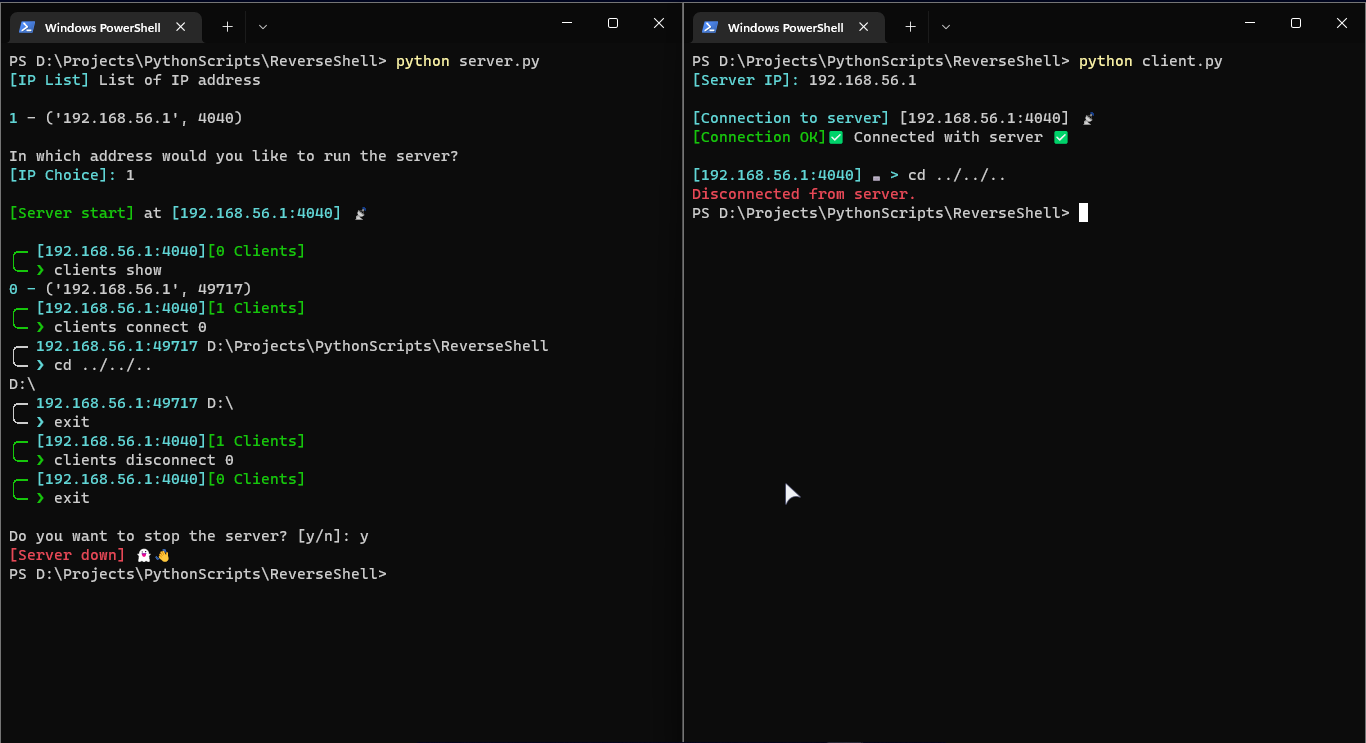 Windows PowerShell
PS D:\Projects\PythonScripts\ReverseShell> python server.py
[IP List] List of IP address
1 - ('192.168.56.1', 4040)
In which address would you like to run the server?
[IP Choice]: 1
[Server start] at [192.168.56.1:4040] 📡
╭─ [192.168.56.1:4040][0 Clients]
╰─ ❯ clients show
0 - ('192.168.56.1', 49717)
╭─ [192.168.56.1:4040][1 Clients]
╰─ ❯ clients connect 0
╭─ 192.168.56.1:49717 D:\Projects\PythonScripts\ReverseShell
╰─ ❯ cd ../../..
D:\
╭─ 192.168.56.1:49717 D:\
╰─ ❯ exit
╭─ [192.168.56.1:4040][1 Clients]
╰─ ❯ clients disconnect 0
╭─ [192.168.56.1:4040][0 Clients]
╰─ ❯ exit
Do you want to stop the server? [y/n]: y
[Server down] 👻👋
PS D:\Projects\PythonScripts\ReverseShell>
Windows PowerShell
PS D:\Projects\PythonScripts\ReverseShell> python client.py
[Server IP]: 192.168.56.1
[Connection to server] [192.168.56.1:4040] 📡
[Connection OK]✅ Connected with server ✅
[192.168.56.1:4040] > cd ../../..
Disconnected from server.
PS D:\Projects\PythonScripts\ReverseShell>